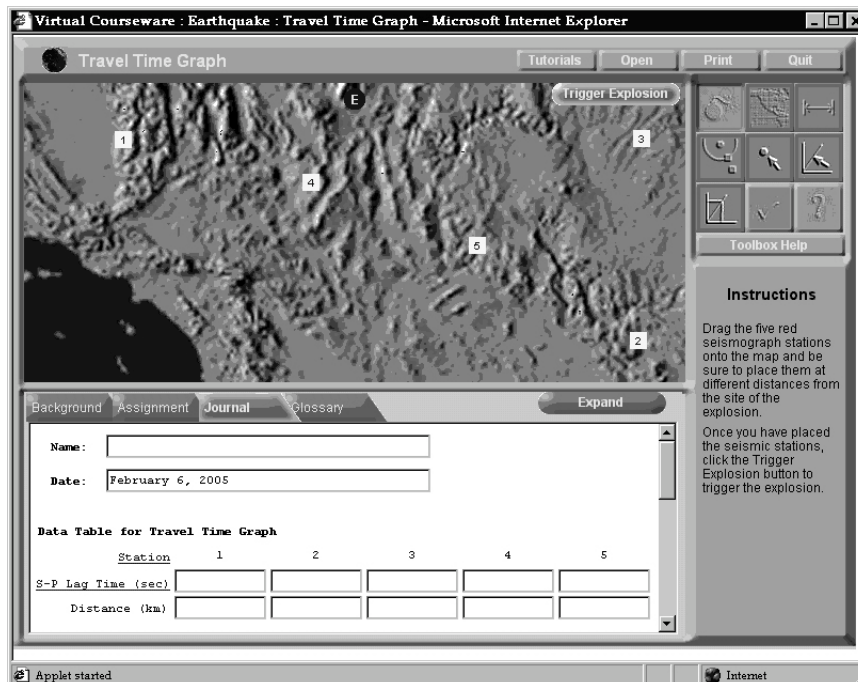 Virtual Courseware : Earthquake : Travel Time Graph - Microsoft Internet Explorer
Travel Time Graph
Tutorials
Open
Print
Quit
E
Trigger Explosion
1
3
4
5
2
Toolbox Help
Instructions
Drag the five red
seismograph stations
onto the map and be
sure to place them at
different distances from
the site of the
explosion.
Once you have placed
the seismic stations,
click the Trigger
Explosion button to
trigger the explosion.
Background Assignment Journal Glossary
Expand
Name:
Date: February 6, 2005
Data Table for Travel Time Graph
Station 1 2 3 4 5
S-P Lag Time (sec)
Distance (km)
Applet started
Internet